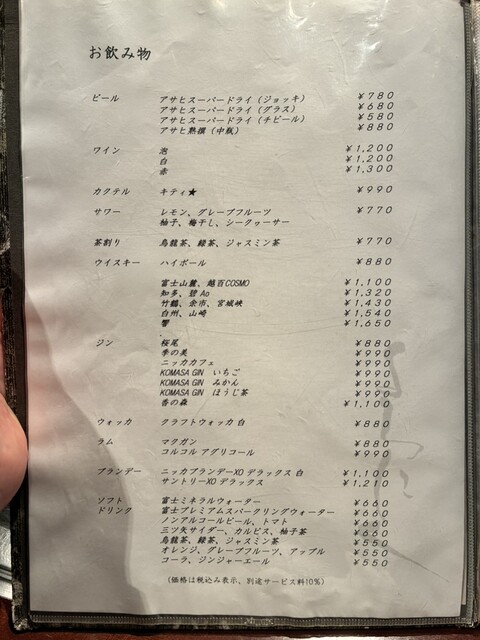 お飲み物
ビール アサヒスーパードライ（ジョッキ） ￥780
アサヒスーパードライ（グラス） ￥680
アサヒスーパードライ（チビール） ￥580
アサヒ熟撰（中瓶） ￥880
ワイン 泡 ￥1,200
白 ￥1,200
赤 ￥1,300
カクテル キティ★ ￥990
サワー レモン、グレープフルーツ ￥770
柚子、梅干し、シークヮーサー
茶割り 烏龍茶、緑茶、ジャスミン茶 ￥770
ウイスキー ハイボール ￥880
富士山麓、越百COSMO ￥1,100
知多、碧Ao ￥1,320
竹鶴、余市、宮城峡 ￥1,430
白州、山崎 ￥1,540
響 ￥1,650
ジン 桜尾 ￥880
季の美 ￥990
ニッカカフェ ￥990
KOMASA GIN いちご ￥990
KOMASA GIN みかん ￥990
KOMASA GIN ほうじ茶 ￥990
香の森 ￥1,100
ウォッカ クラフトウォッカ 白 ￥880
ラム マクガン ￥880
コルコル アグリコール ￥990
ブランデー ニッカブランデーXO デラックス 白 ￥1,100
サントリーXO デラックス ￥1,210
ソフト 富士ミネラルウォーター ￥660
ドリンク 富士プレミアムスパークリングウォーター ￥660
ノンアルコールビール、トマト ￥660
三ツ矢サイダー、カルピス、柚子茶 ￥660
烏龍茶、緑茶、ジャスミン茶 ￥550
オレンジ、グレープフルーツ、アップル ￥550
コーラ、ジンジャーエール ￥550
（価格は税込み表示、別途サービス料10％）